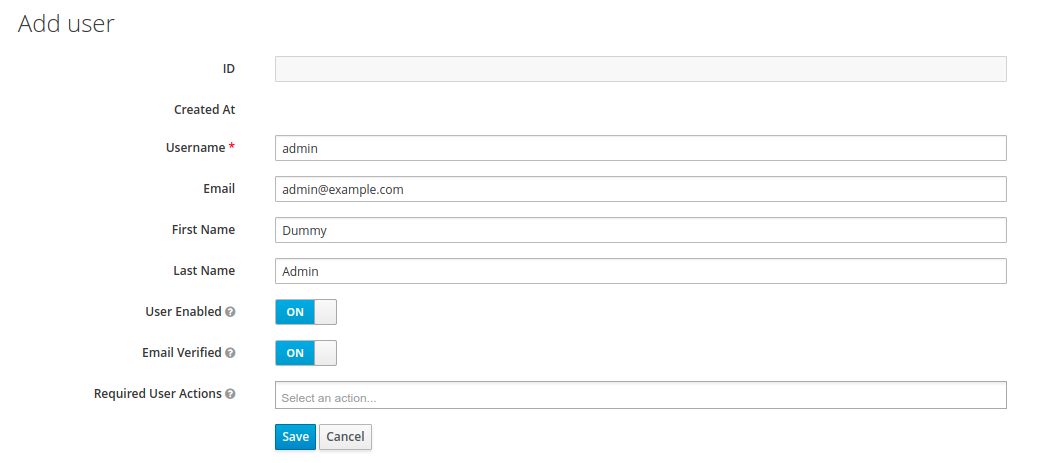 Add user
ID
Created At
Username * admin
Email admin@example.com
First Name Dummy
Last Name Admin
User Enabled ? ON
Email Verified ? ON
Required User Actions ? Select an action...
Save Cancel